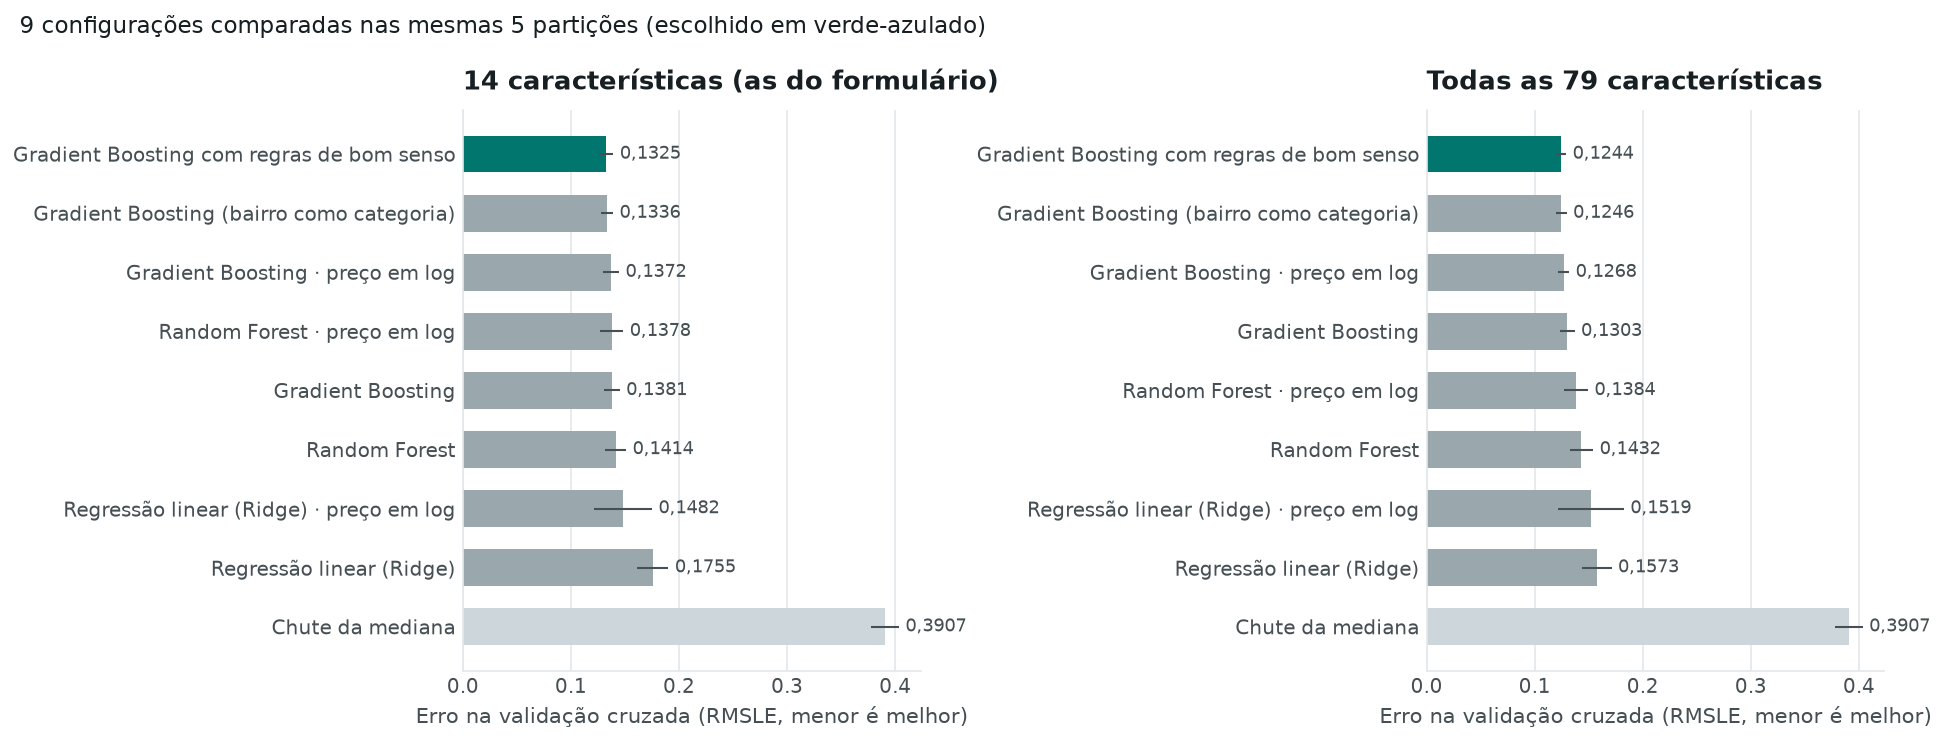 9 configurações comparadas nas mesmas 5 partições (escolhido em verde-azulado)
14 características (as do formulário)
Gradient Boosting com regras de bom senso 0,1325
Gradient Boosting (bairro como categoria) 0,1336
Gradient Boosting · preço em log 0,1372
Random Forest · preço em log 0,1378
Gradient Boosting 0,1381
Random Forest 0,1414
Regressão linear (Ridge) · preço em log 0,1482
Regressão linear (Ridge) 0,1755
Chute da mediana 0,3907
0.0 0.1 0.2 0.3 0.4
Erro na validação cruzada (RMSLE, menor é melhor)
Todas as 79 características
Gradient Boosting com regras de bom senso 0,1244
Gradient Boosting (bairro como categoria) 0,1246
Gradient Boosting · preço em log 0,1268
Gradient Boosting 0,1303
Random Forest · preço em log 0,1384
Random Forest 0,1432
Regressão linear (Ridge) · preço em log 0,1519
Regressão linear (Ridge) 0,1573
Chute da mediana 0,3907
0.0 0.1 0.2 0.3 0.4
Erro na validação cruzada (RMSLE, menor é melhor)